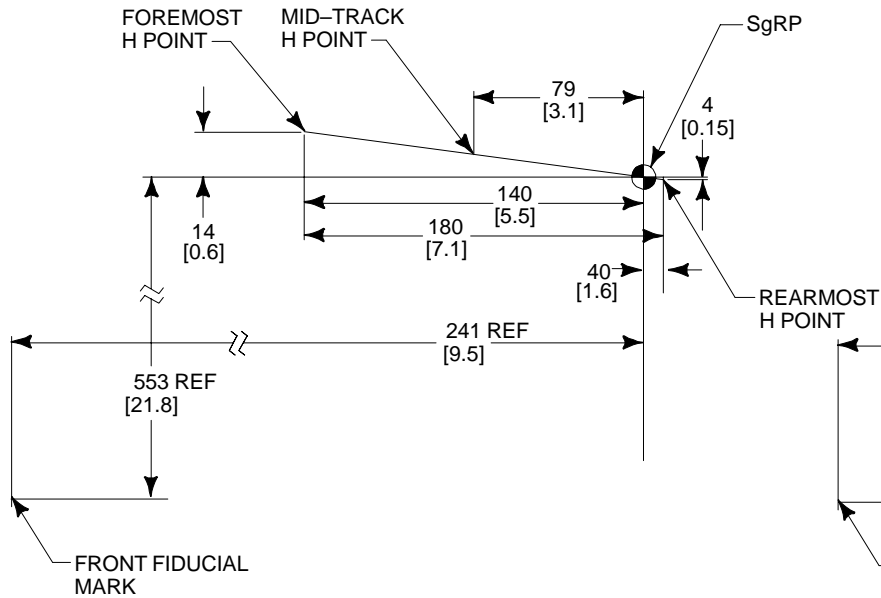 FOREMOST
H POINT
MID–TRACK
H POINT
SgRP
79
[3.1]
4
[0.15]
140
[5.5]
14
[0.6]
180
[7.1]
40
[1.6]
REARMOST
H POINT
241 REF
[9.5]
553 REF
[21.8]
FRONT FIDUCIAL
MARK